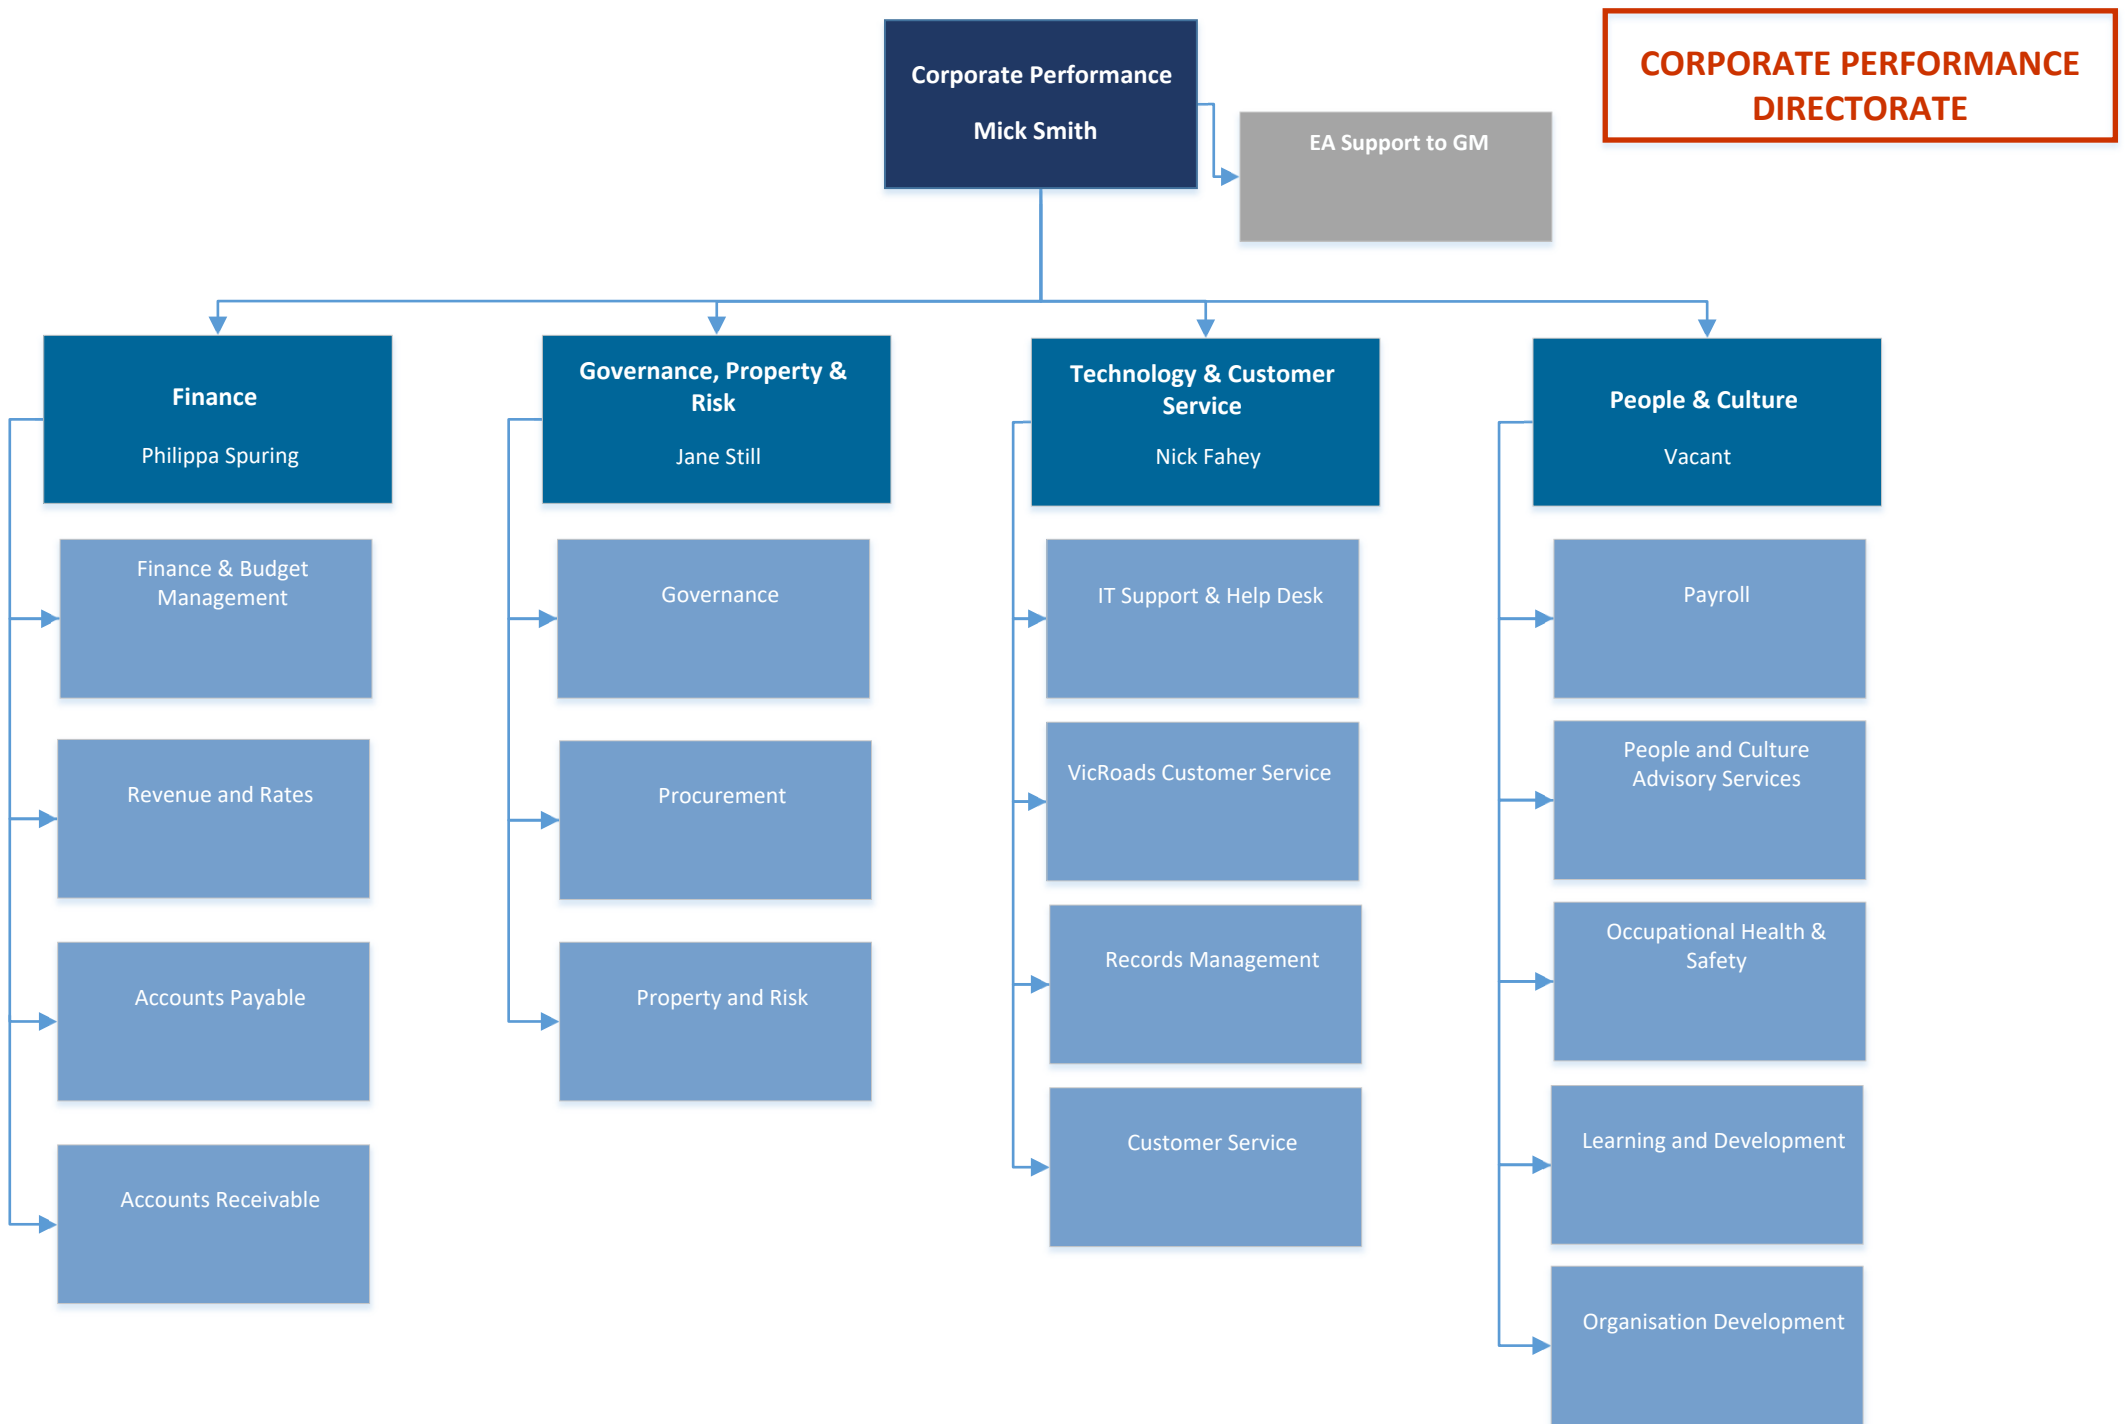 CORPORATE PERFORMANCE
DIRECTORATE
Corporate Performance
Mick Smith
EA Support to GM
Finance
Philippa Spuring
Governance, Property &
Risk
Jane Still
Technology & Customer
Service
Nick Fahey
People & Culture
Vacant
Finance & Budget
Management
Revenue and Rates
Accounts Payable
Accounts Receivable
Governance
Procurement
Property and Risk
IT Support & Help Desk
VicRoads Customer Service
Records Management
Customer Service
Payroll
People and Culture
Advisory Services
Occupational Health &
Safety
Learning and Development
Organisation Development